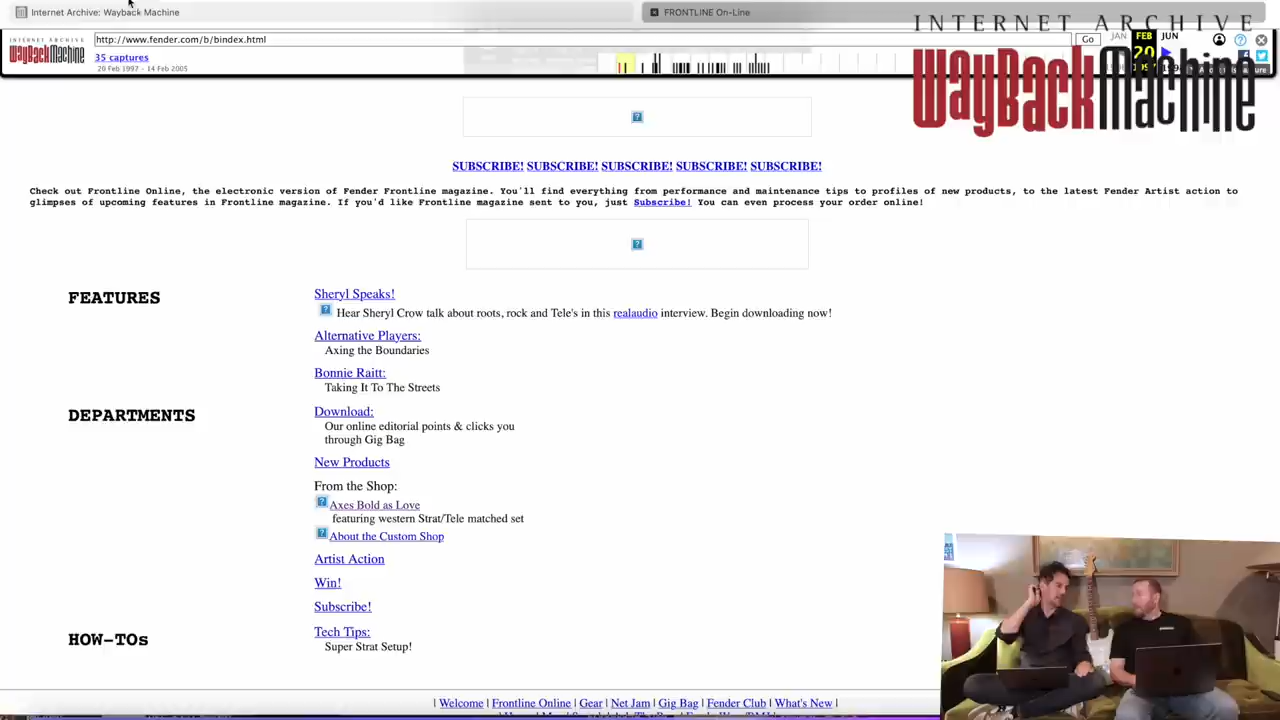 Internet Archive: Wayback Machine
FRONTLINE On-Line
INTERNET ARCHIVE
WayBackMachine
INTERNET ARCHIVE
WayBackMachine
http://www.fender.com/b/bindex.html
Go
JAN
FEB
JUN
35 captures
20
20 Feb 1997 - 14 Feb 2005
SUBSCRIBE! SUBSCRIBE! SUBSCRIBE! SUBSCRIBE! SUBSCRIBE!
Check out Frontline Online, the electronic version of Fender Frontline magazine. You'll find everything from performance and maintenance tips to profiles of new products, to the latest Fender Artist action to
glimpses of upcoming features in Frontline magazine. If you'd like Frontline magazine sent to you, just Subscribe! You can even process your order online!
FEATURES
Sheryl Speaks!
Hear Sheryl Crow talk about roots, rock and Tele's in this realaudio interview. Begin downloading now!
Alternative Players:
Axing the Boundaries
Bonnie Raitt:
Taking It To The Streets
DEPARTMENTS
Download:
Our online editorial points & clicks you
through Gig Bag
New Products
From the Shop:
Axes Bold as Love
featuring western Strat/Tele matched set
About the Custom Shop
Artist Action
Win!
Subscribe!
HOW-TOs
Tech Tips:
Super Strat Setup!
| Welcome | Frontline Online | Gear | Net Jam | Gig Bag | Fender Club | What's New |